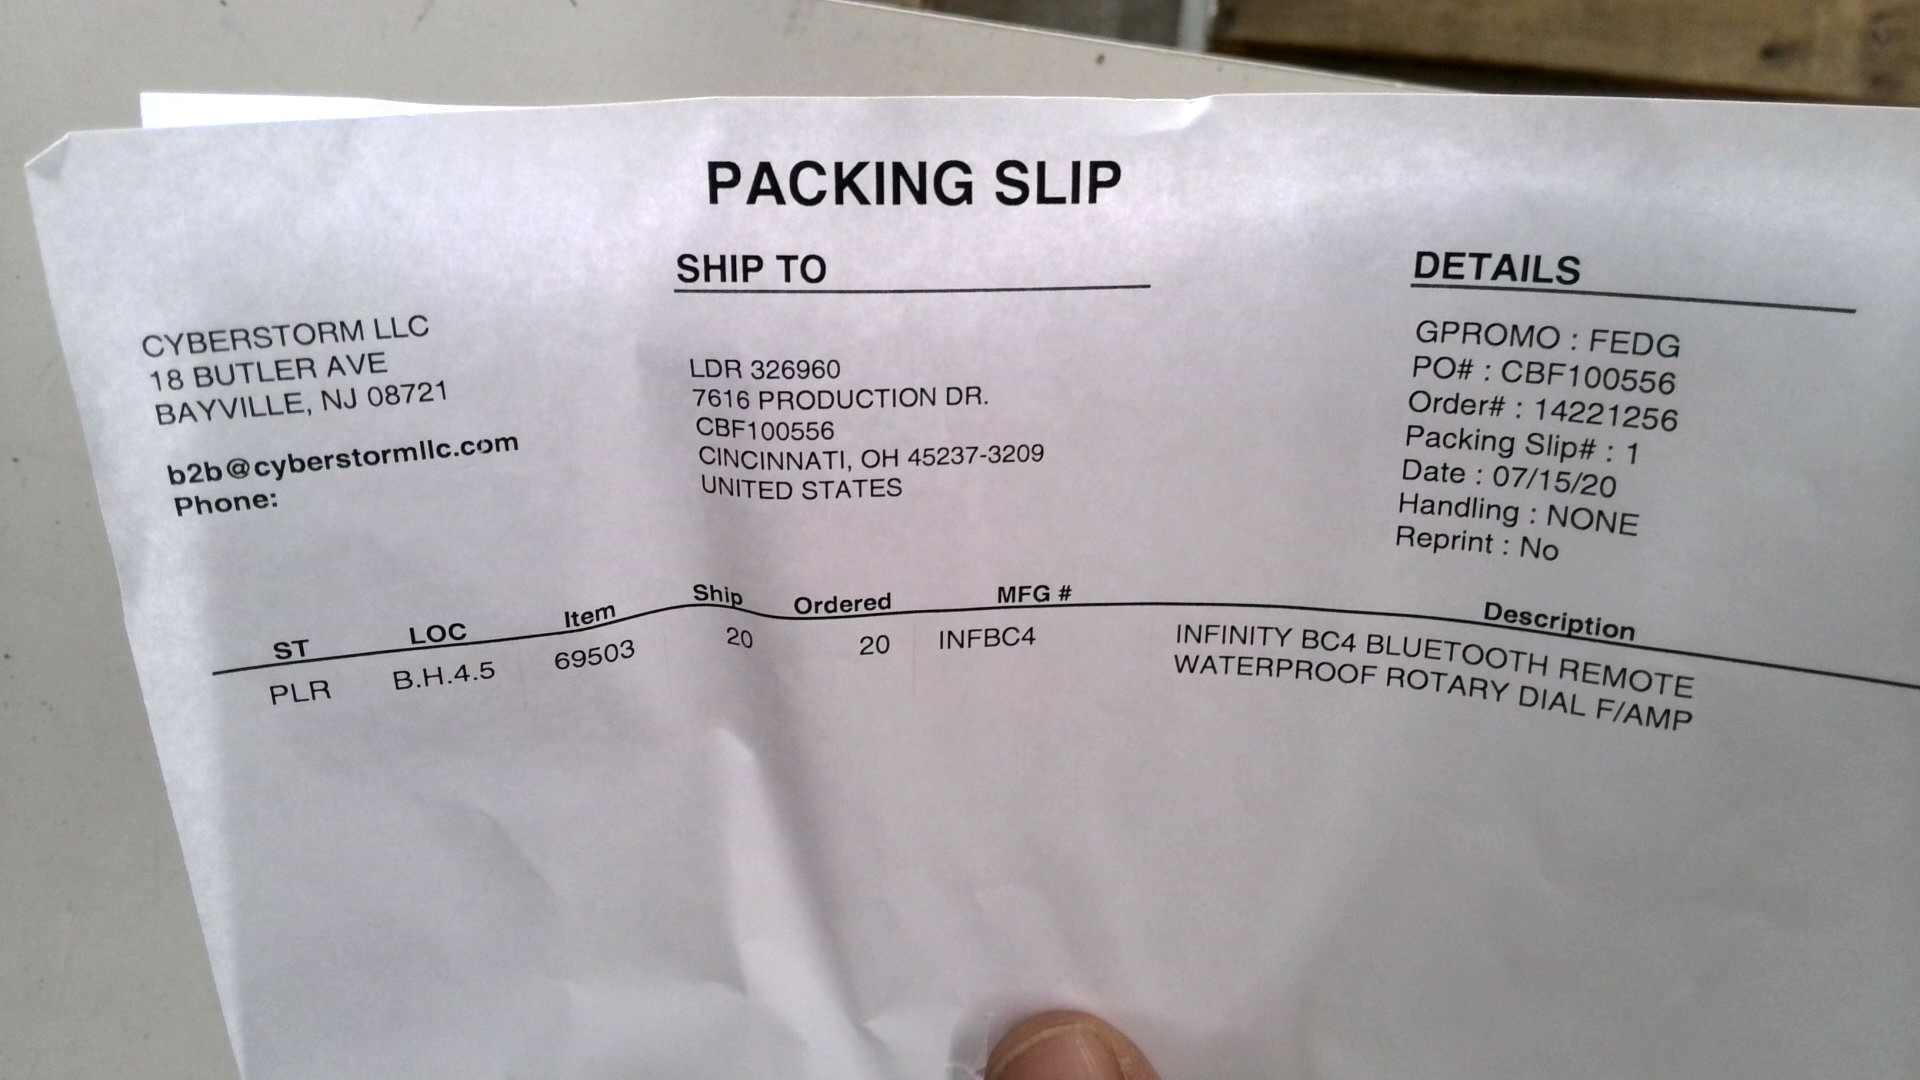 PACKING SLIP
CYBERSTORM LLC
18 BUTLER AVE
BAYVILLE, NJ 08721
b2b@cyberstormllc.com
Phone:
SHIP TO
LDR 326960
7616 PRODUCTION DR.
CBF100556
CINCINNATI, OH 45237-3209
UNITED STATES
DETAILS
GPROMO : FEDG
PO# : CBF100556
Order# : 14221256
Packing Slip# : 1
Date : 07/15/20
Handling : NONE
Reprint : No
ST LOC Item Ship Ordered MFG # Description
PLR B.H.4.5 69503 20 20 INFBC4 INFINITY BC4 BLUETOOTH REMOTE
WATERPROOF ROTARY DIAL F/AMP